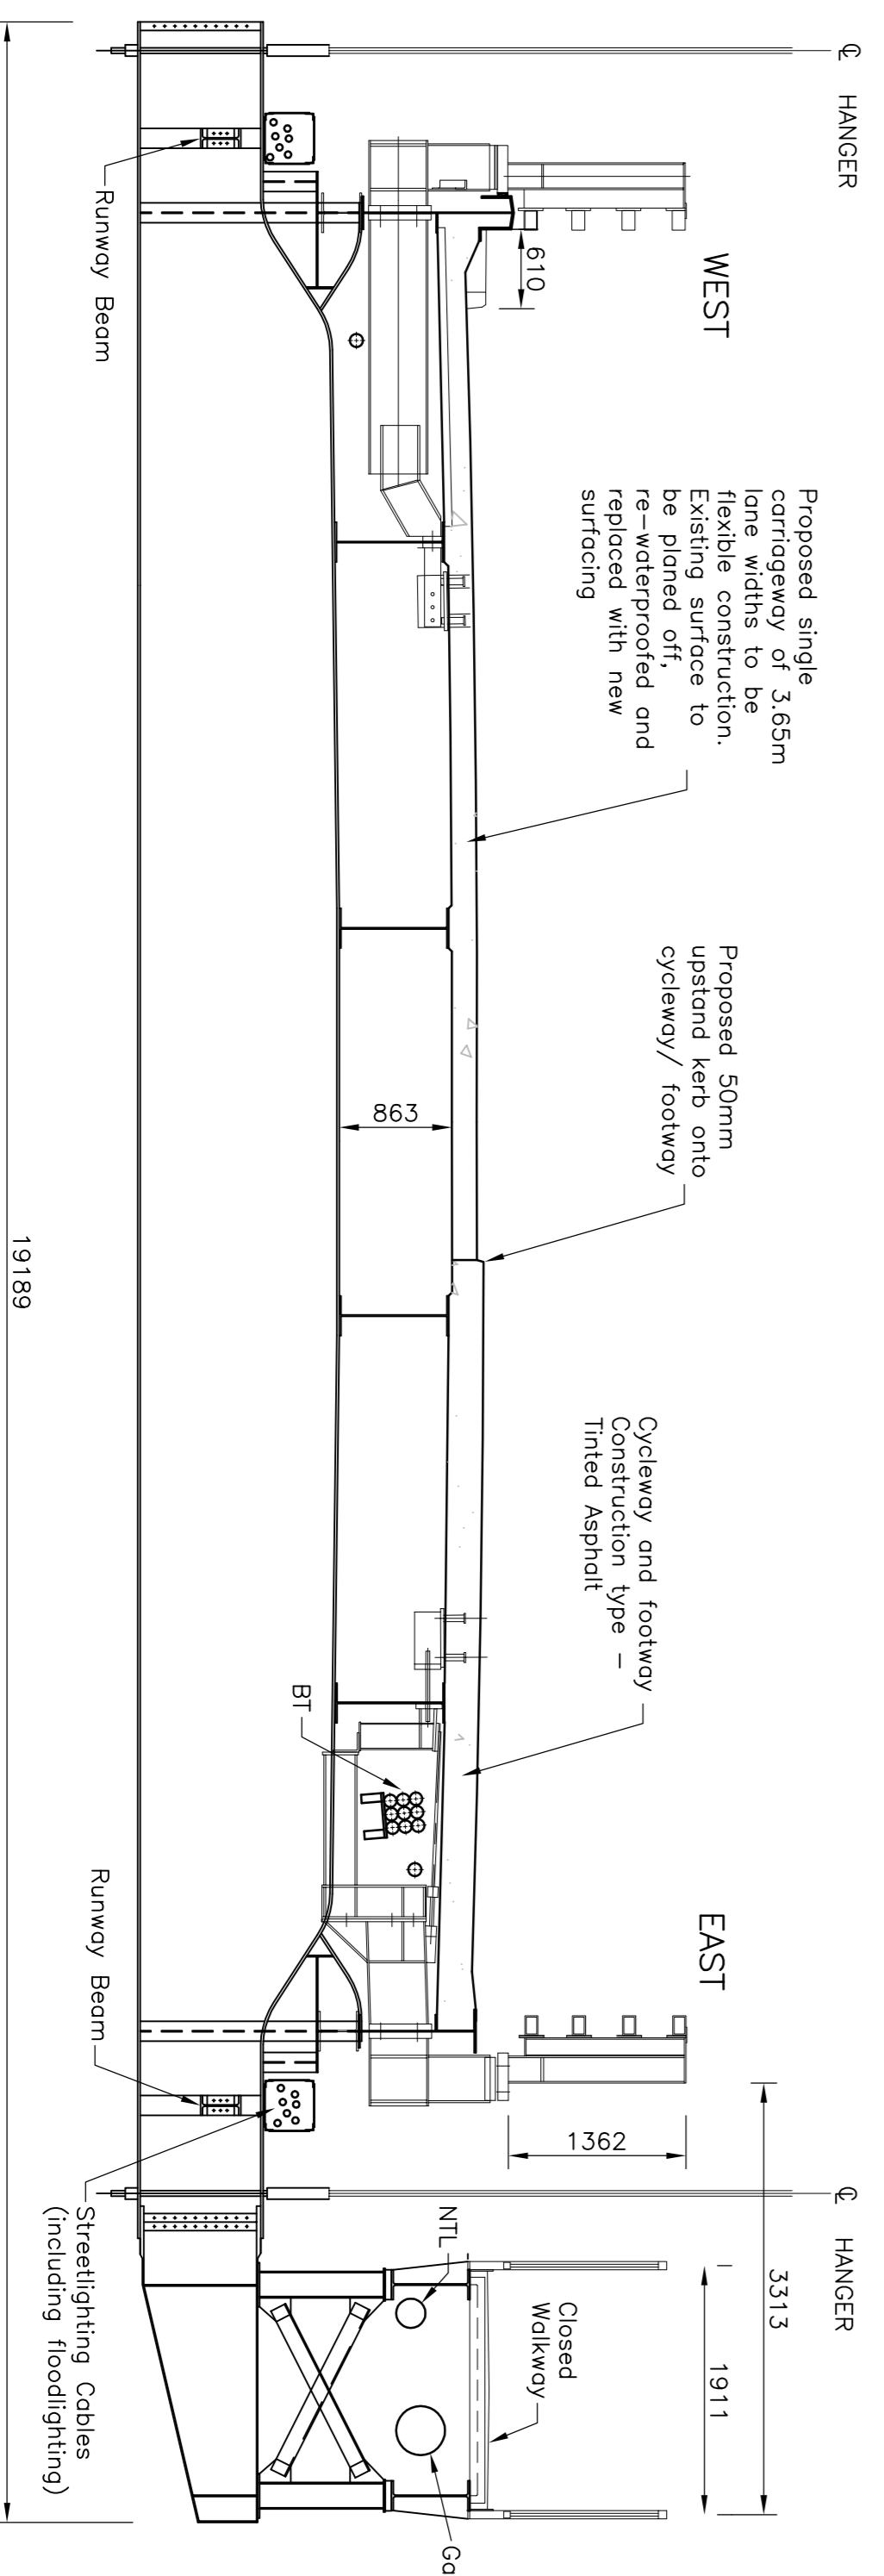 ℄ HANGER
WEST
610
Runway Beam
Proposed single
carriageway of 3.65m
lane widths to be
flexible construction.
Existing surface to
be planed off,
re-waterproofed and
replaced with new
surfacing
Proposed 50mm
upstand kerb onto
cycleway/ footway
863
Cycleway and footway
Construction type -
Tinted Asphalt
BT
EAST
Runway Beam
1362
℄ HANGER
3313
1911
Closed
Walkway
NTL
Ga
Streetlighting Cables
(including floodlighting)
19189